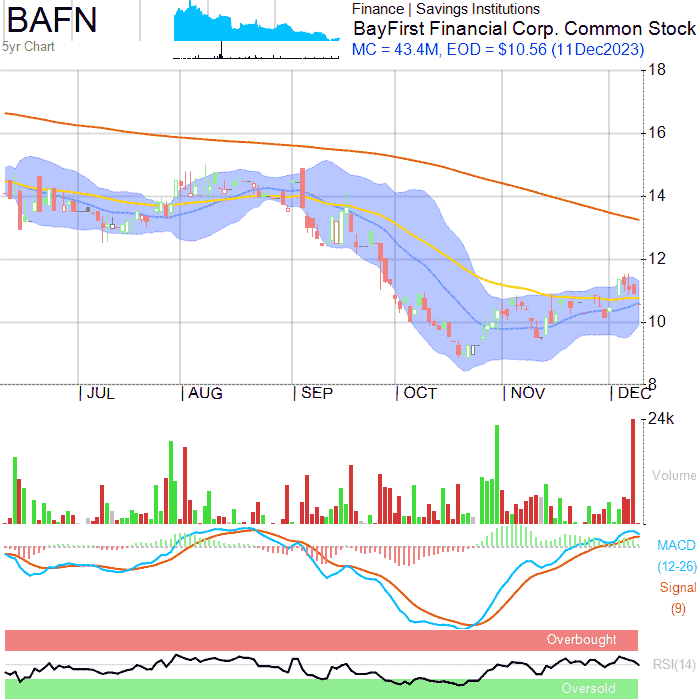 BAFN
5yr Chart
Finance | Savings Institutions
BayFirst Financial Corp. Common Stock
MC = 43.4M, EOD = $10.56 (11Dec2023)
18
16
14
12
10
8
JUL AUG SEP OCT NOV DEC
24k
Volume
MACD
(12-26)
Signal
(9)
Overbought
RSI(14)
Oversold